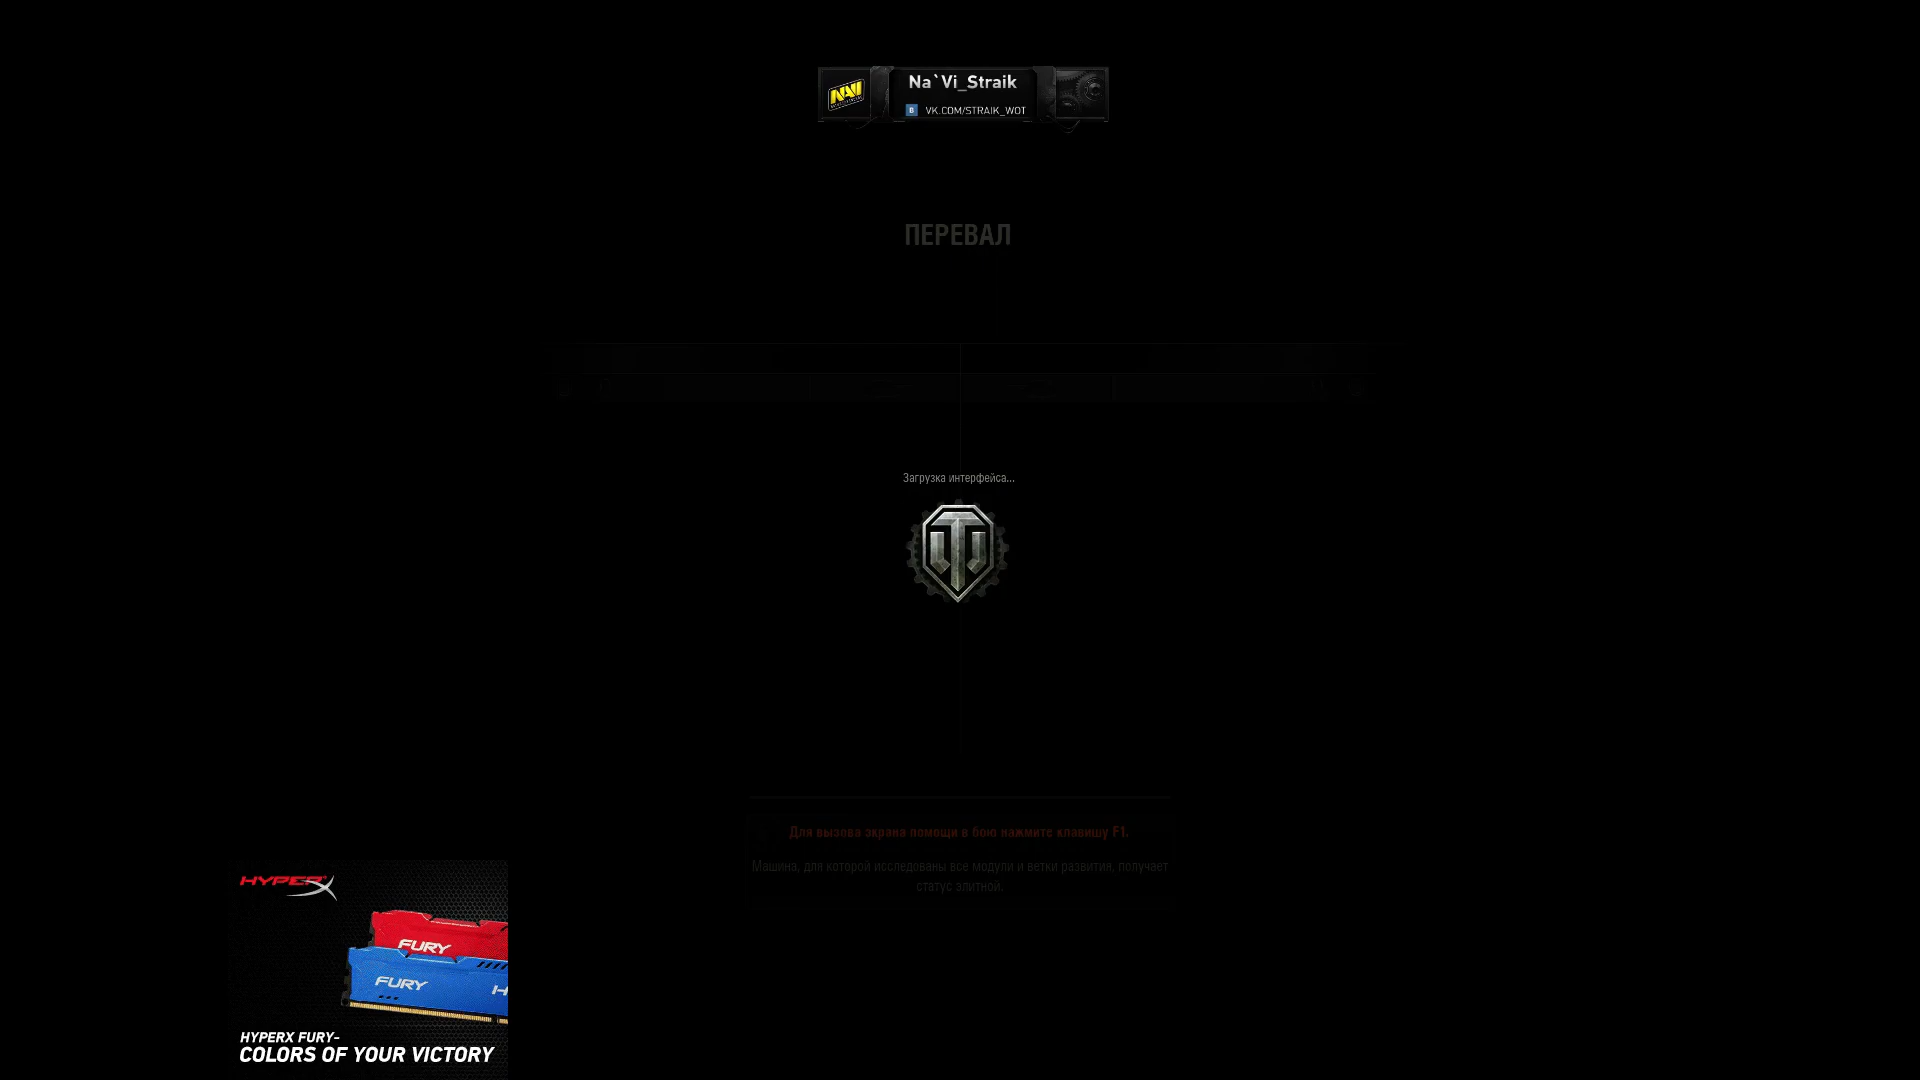 Na`Vi_Straik
NAVI
B VK.COM/STRAIK_WOT
ПЕРЕВАЛ
Загрузка интерфейса...
Для вызова экрана помощи в бою нажмите клавишу F1.
Машина, для которой исследованы все модули и ветки развития, получает
статус элитной.
HYPERX
FURY
FURY
HYPERX FURY-
COLORS OF YOUR VICTORY